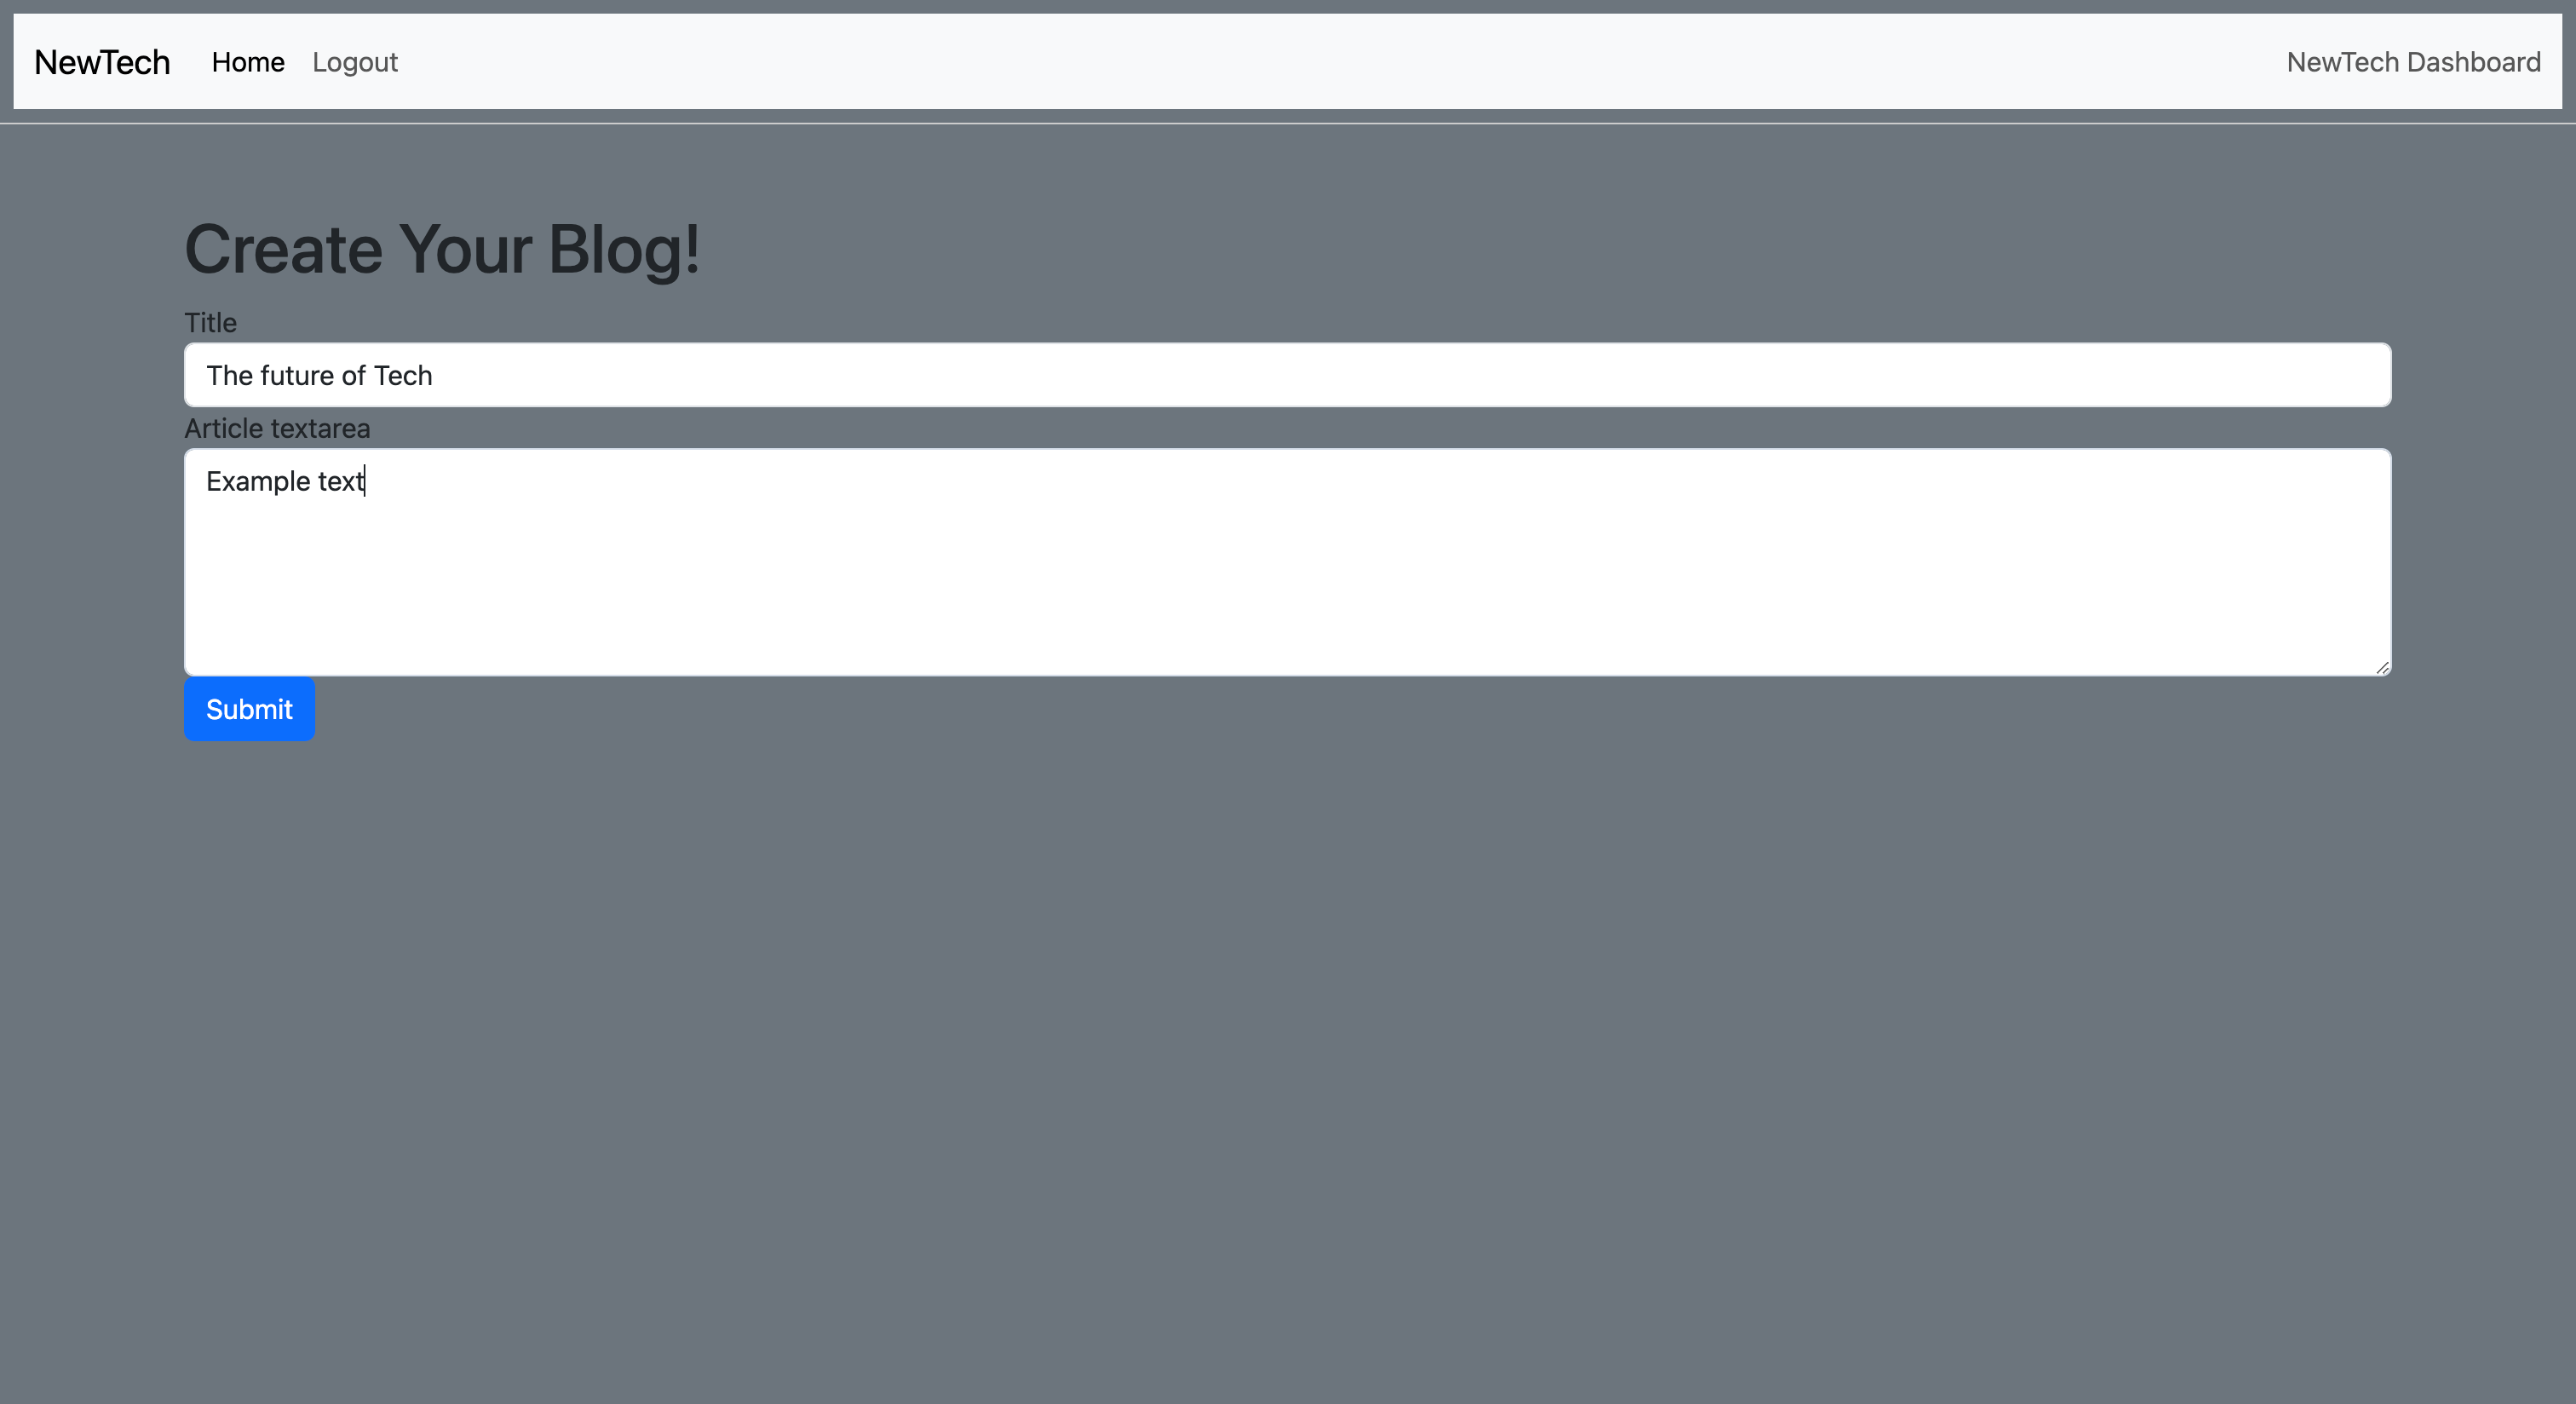 NewTech Home Logout NewTech Dashboard
Create Your Blog!
Title
The future of Tech
Article textarea
Example text
Submit